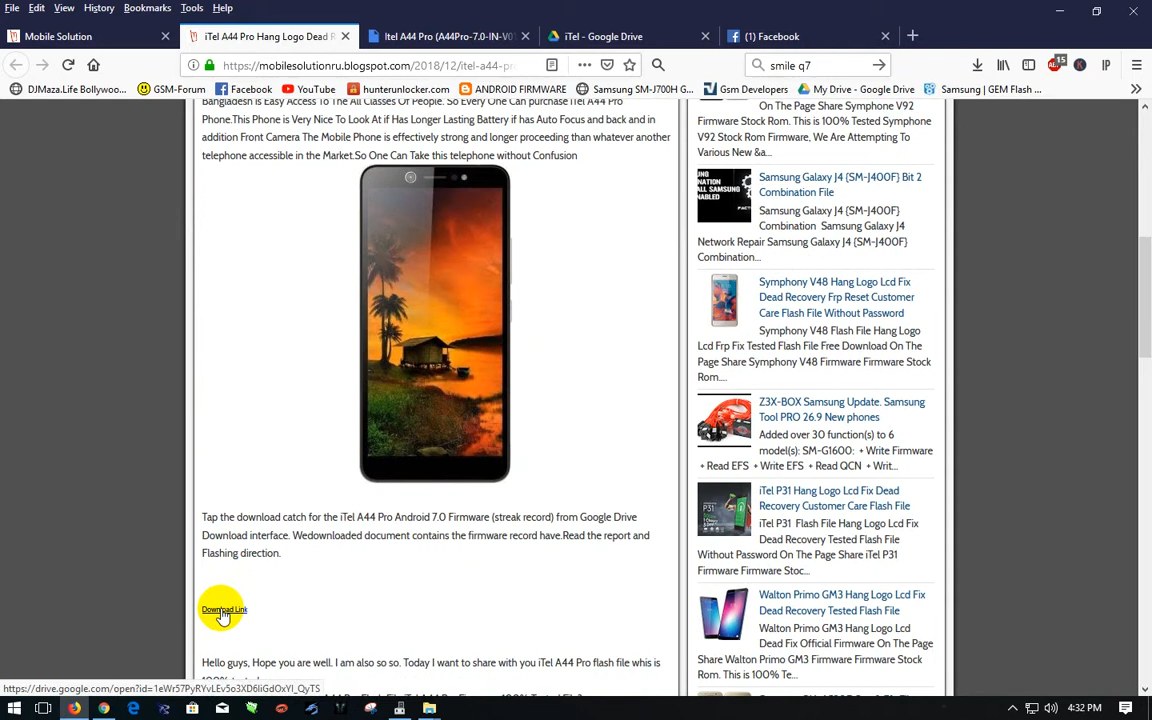 File Edit View History Bookmarks Tools Help
Mobile Solution
iTel A44 Pro Hang Logo Dead R
Itel A44 Pro (A44Pro-7.0-IN-V01
iTel - Google Drive
Facebook
https://mobilesolutionru.blogspot.com/2018/12/itel-a44-pr
smile q7
15
IP
DJMaza.Life Bollywoo...
GSM-Forum
Facebook
YouTube
hunterunlocker.com
ANDROID FIRMWARE
Samsung SM-J700H G...
Gsm Developers
My Drive - Google Drive
Samsung | GEM Flash ...
Bangladesh is Easy Access To The All Classes Of People. So Every One Can purchase iTel A44 Pro
Phone.This Phone is Very Nice To Look At if Has Longer Lasting Battery if has Auto Focus and back and in
addition Front Camera The Mobile Phone is effectively strong and longer proceeding than whatever another
telephone accessible in the Market.So One Can Take this telephone without Confusion
Tap the download catch for the iTel A44 Pro Android 7.0 Firmware (streak record) from Google Drive
Download interface. Wedownloaded document contains the firmware record have.Read the report and
Flashing direction.
Download Link
Hello guys, Hope you are well. I am also so so. Today I want to share with you iTel A44 Pro flash file whis is
On The Page Share Symphony V92
Firmware Stock Rom. This is 100% Tested Symphony
V92 Stock Rom Firmware, We Are Attempting To
Various New &a...
Samsung Galaxy J4 {SM-J400F} Bit 2
Combination File
Samsung Galaxy J4 {SM-J400F}
Combination Samsung Galaxy J4
Network Repair Samsung Galaxy J4 {SM-J400F}
Combination...
Symphony V48 Hang Logo Lcd Fix
Dead Recovery Frp Reset Customer
Care Flash File Without Password
Symphony V48 Flash File Hang Logo
Lcd Frp Fix Tested Flash File Free Download On The
Page Share Symphony V48 Firmware Firmware Stock
Rom....
Z3X-BOX Samsung Update. Samsung
Tool PRO 26.9 New phones
Added over 30 function(s) to 6
model(s): SM-G1600: + Write Firmware
+ Read EFS + Write EFS + Read QCN + Writ...
iTel P31 Hang Logo Lcd Fix Dead
Recovery Customer Care Flash File
iTel P31 Flash File Hang Logo Lcd Fix
Dead Recovery Tested Flash File
Without Password On The Page Share iTel P31
Firmware Firmware Stoc...
Walton Primo GM3 Hang Logo Lcd Fix
Dead Recovery Tested Flash File
Walton Primo GM3 Hang Logo Lcd
Dead Fix Official Firmware On The Page
Share Walton Primo GM3 Firmware Firmware Stock
Rom. This is 100% Te...
https://drive.google.com/open?id=1eWr57PyRYvLEv5o3XD6liGdOxYl_QyTS
4:32 PM